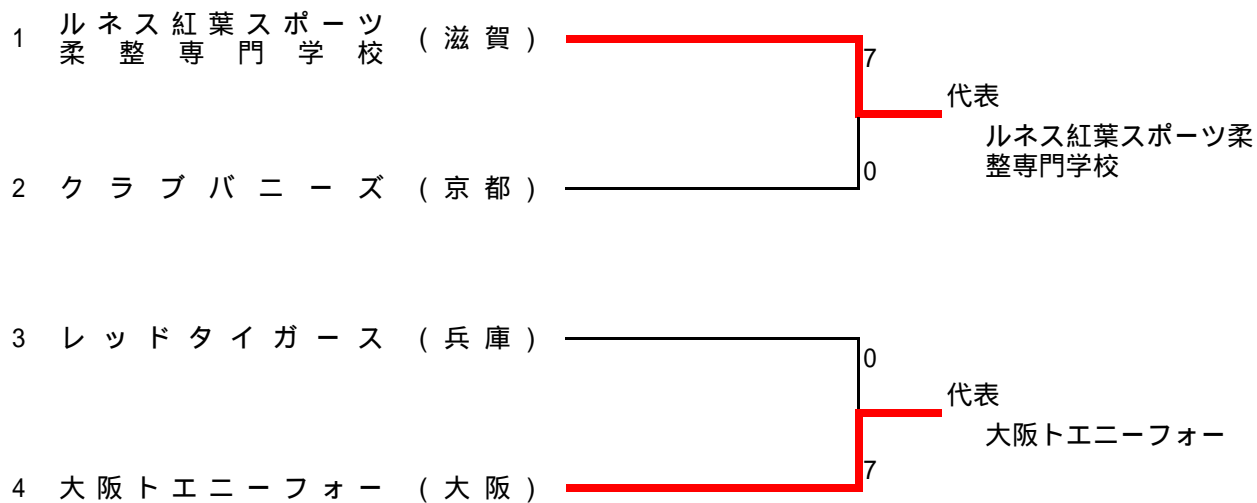 1 ルネス紅葉スポーツ
柔整専門学校 (滋賀)
7
代表
ルネス紅葉スポーツ柔
整専門学校
0
2 クラブバニーズ (京都)
3 レッドタイガース (兵庫)
0
代表
大阪トエニーフォー
7
4 大阪トエニーフォー (大阪)